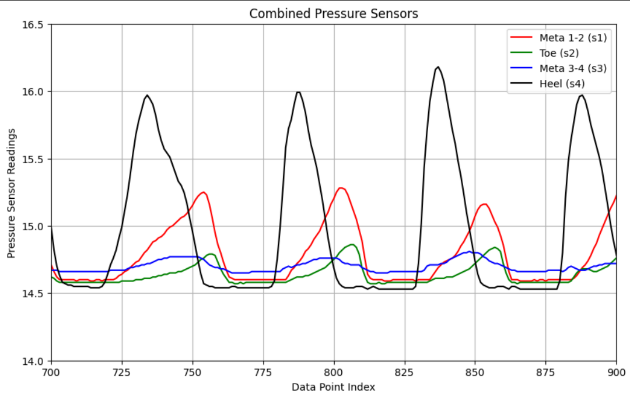 Combined Pressure Sensors
Meta 1-2 (s1)
Toe (s2)
Meta 3-4 (s3)
Heel (s4)
Pressure Sensor Readings
16.5
16.0
15.5
15.0
14.5
14.0
700 725 750 775 800 825 850 875 900
Data Point Index